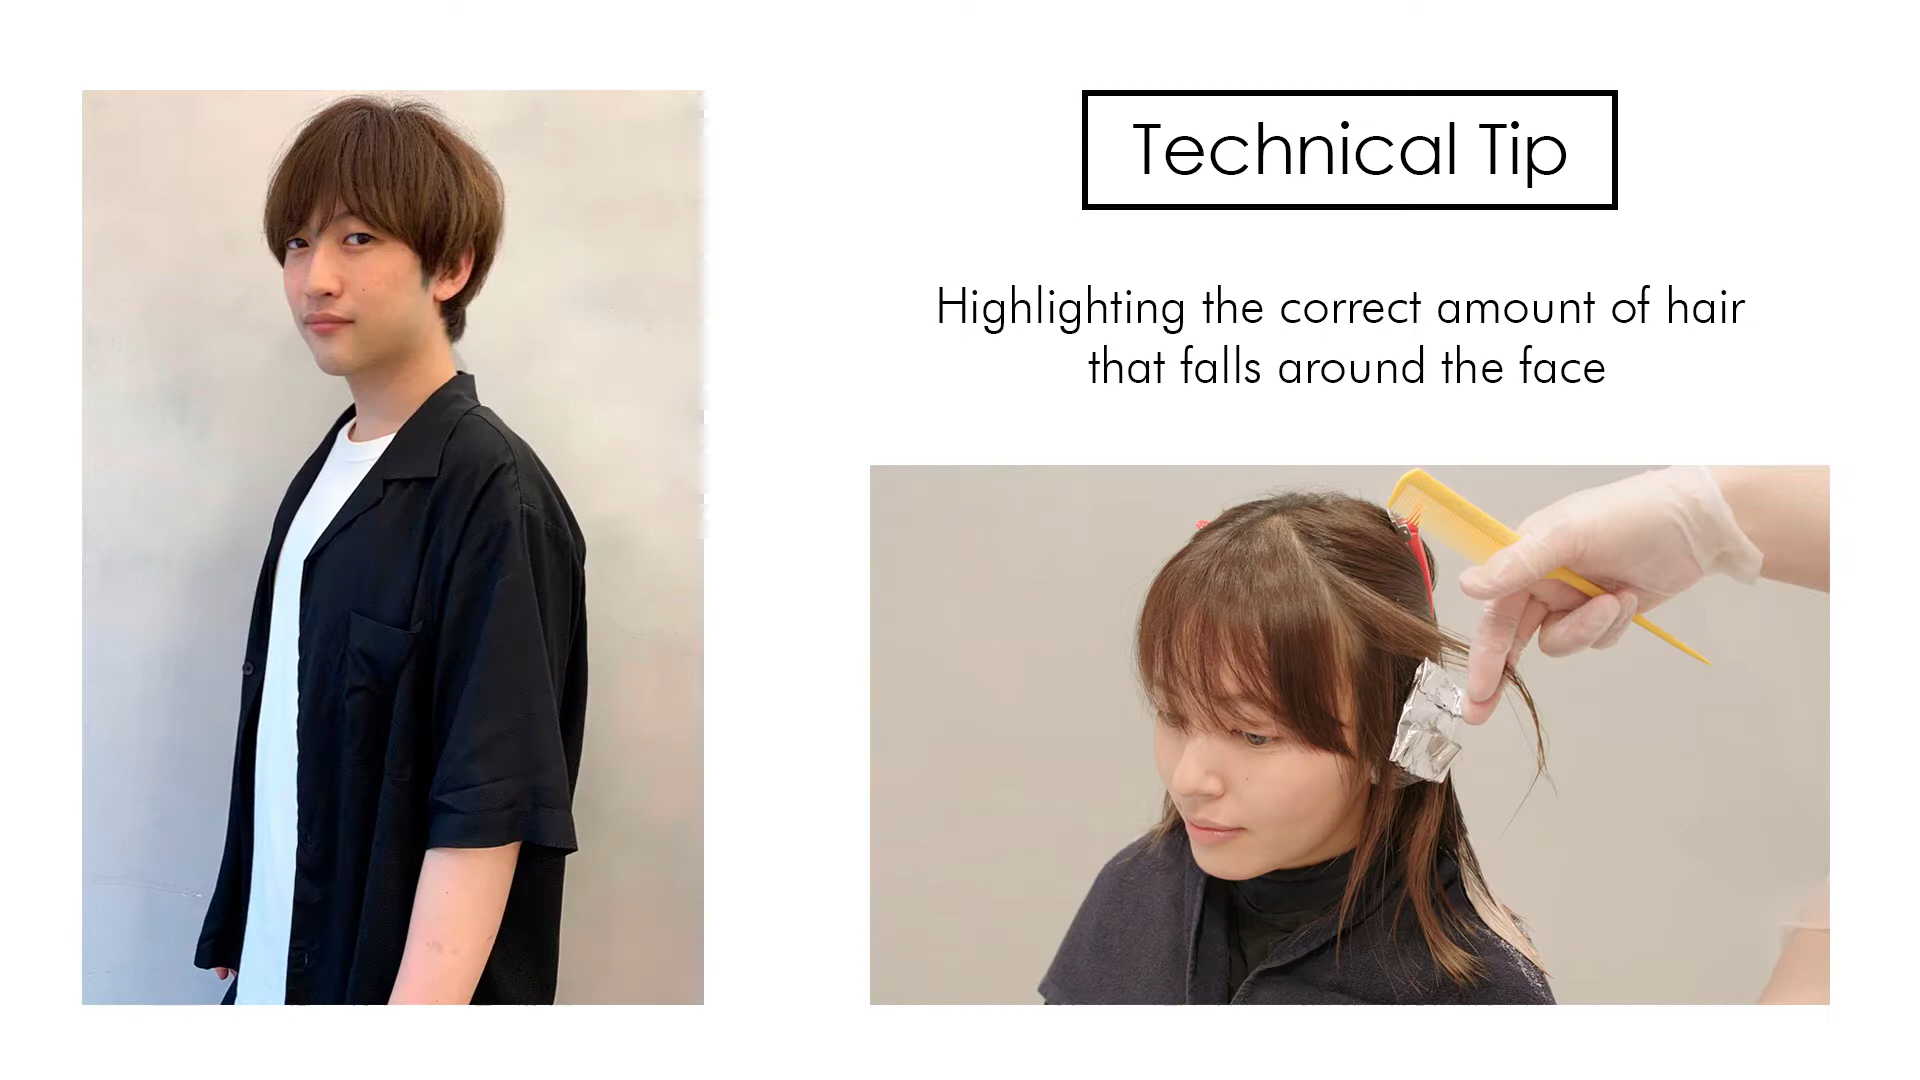 Technical Tip
Highlighting the correct amount of hair
that falls around the face